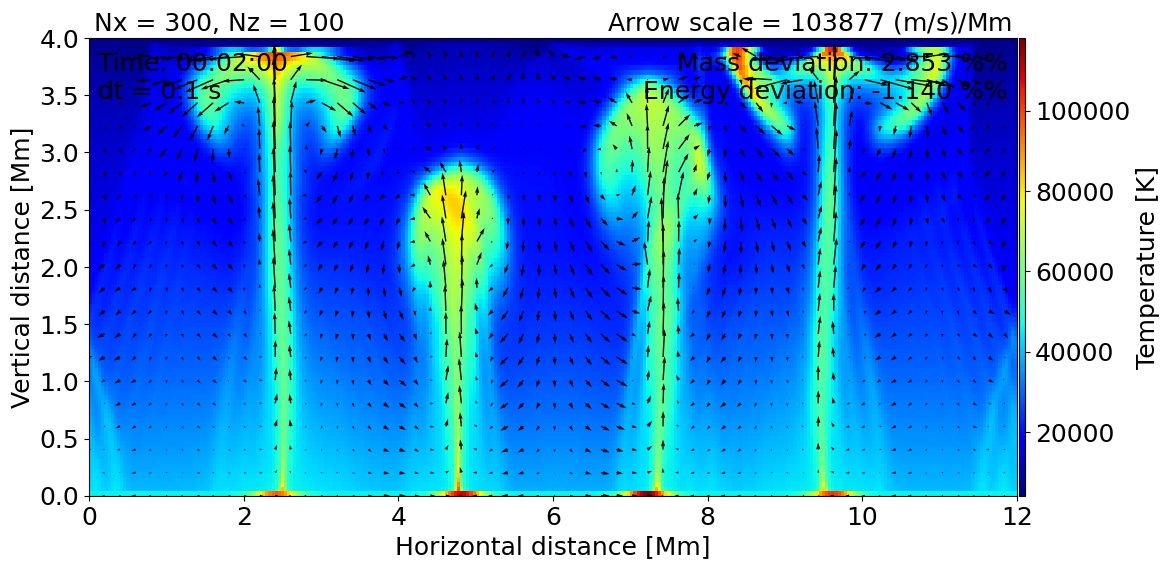 Nx = 300, Nz = 100
Arrow scale = 103877 (m/s)/Mm
Time: 00:02:00
Mass deviation: 2.853 %%
dt = 0.1 s
Energy deviation: -1.140 %%
4.0
3.5
3.0
2.5
2.0
1.5
1.0
0.5
0.0
Vertical distance [Mm]
0 2 4 6 8 10 12
Horizontal distance [Mm]
100000
80000
60000
40000
20000
Temperature [K]